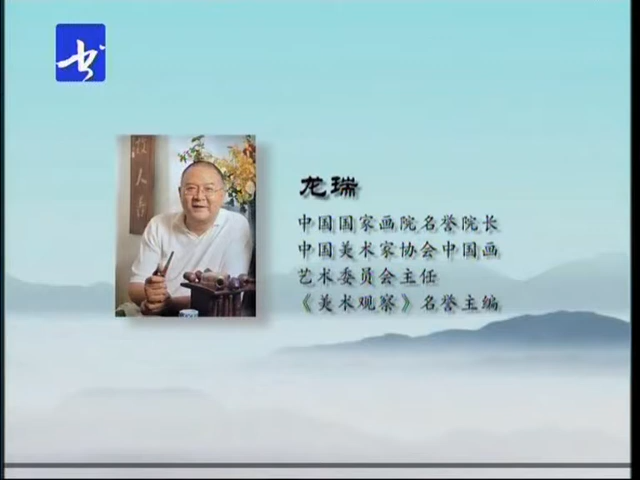 龙瑞
中国国家画院名誉院长
中国美术家协会中国画
艺术委员会主任
《美术观察》名誉主编